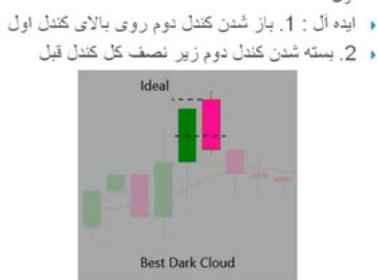 ایده آل : 1. باز شدن کندل دوم روی بالای کندل اول
2. بسته شدن کندل دوم زیر نصف کل کندل قبل
Ideal
Best Dark Cloud